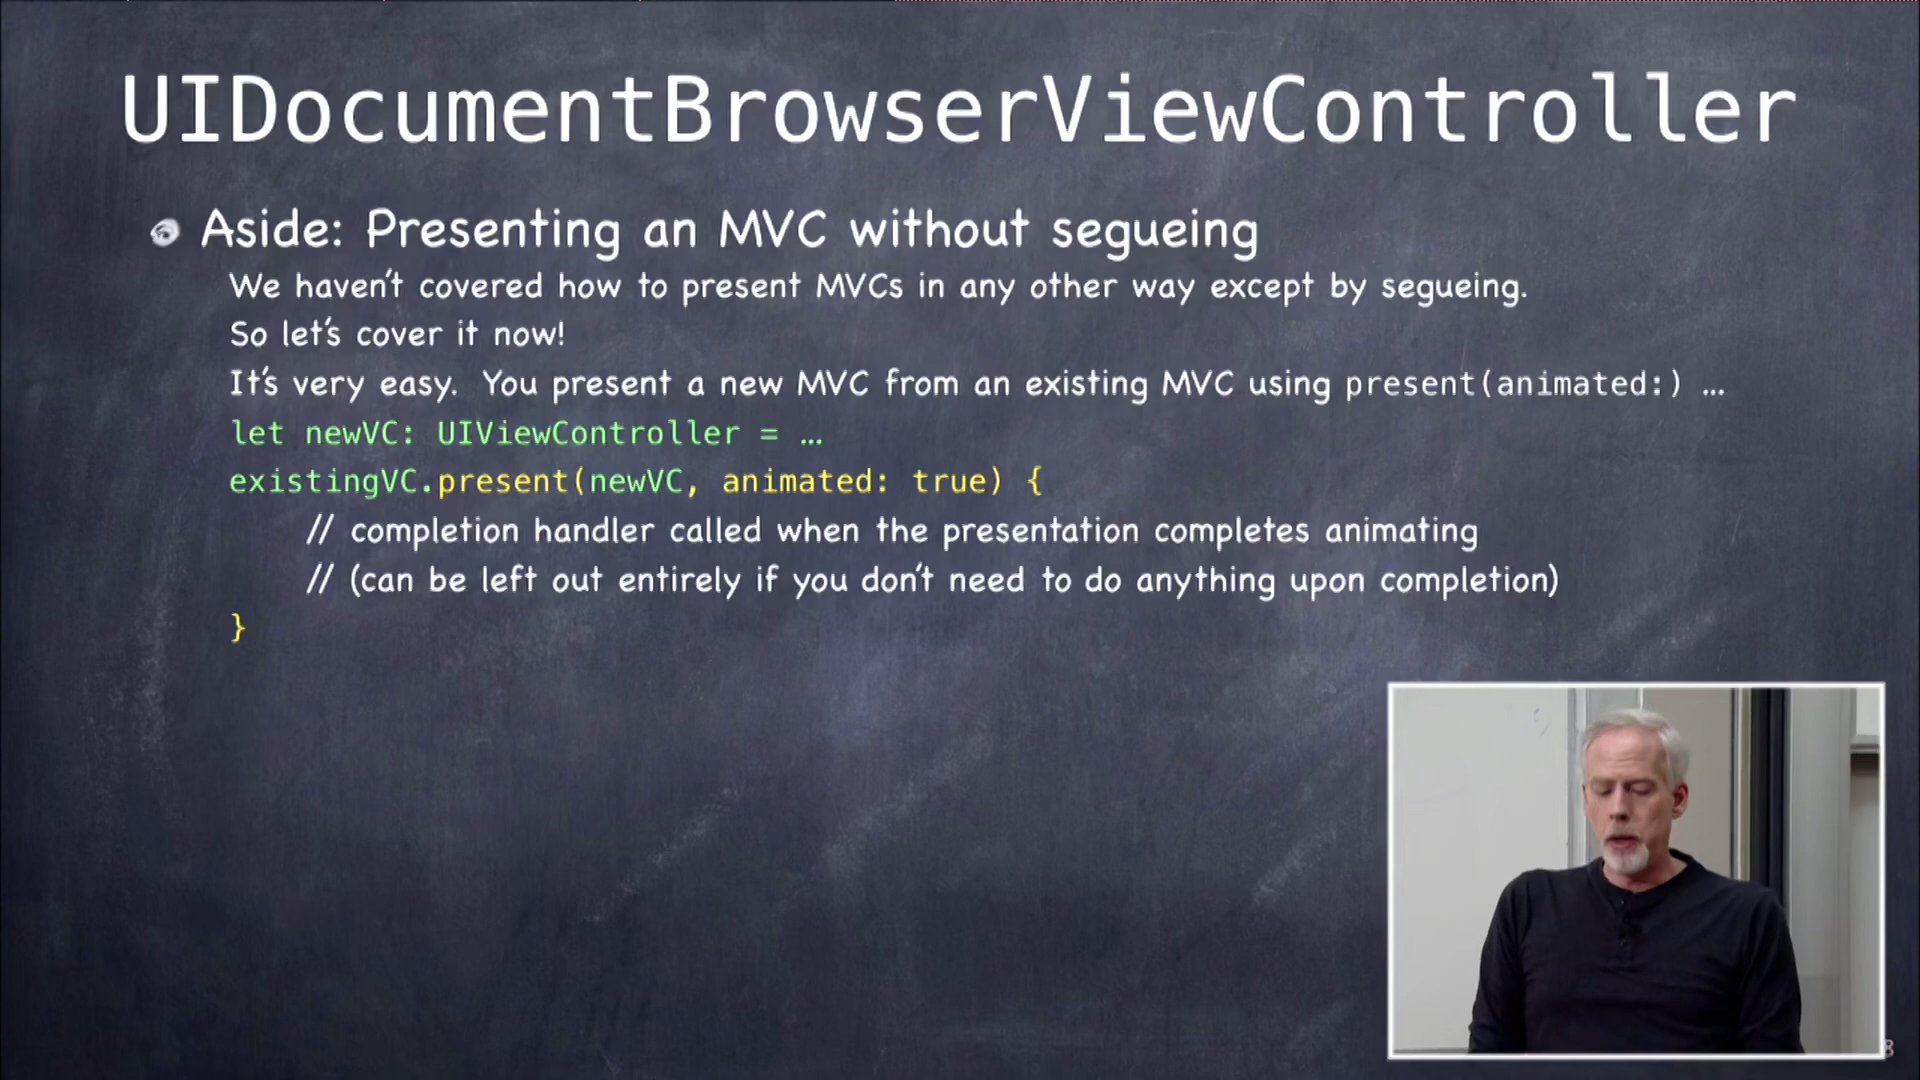 UIDocumentBrowserViewController
Aside: Presenting an MVC without segueing
We haven't covered how to present MVCs in any other way except by segueing.
So let's cover it now!
It's very easy. You present a new MVC from an existing MVC using present(animated:) ...
let newVC: UIViewController = ...
existingVC.present(newVC, animated: true) {
// completion handler called when the presentation completes animating
// (can be left out entirely if you don't need to do anything upon completion)
}